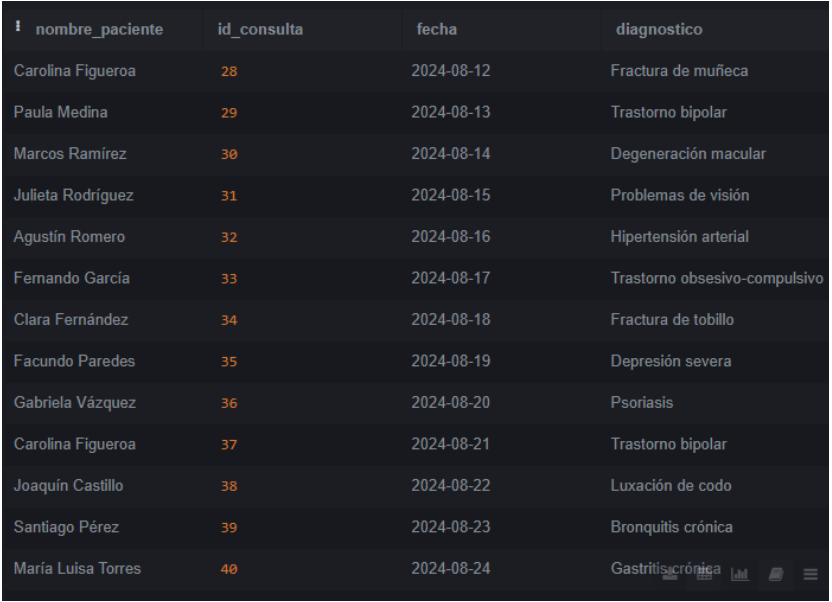 nombre_paciente id_consulta fecha diagnostico
Carolina Figueroa 28 2024-08-12 Fractura de muñeca
Paula Medina 29 2024-08-13 Trastorno bipolar
Marcos Ramírez 30 2024-08-14 Degeneración macular
Julieta Rodríguez 31 2024-08-15 Problemas de visión
Agustín Romero 32 2024-08-16 Hipertensión arterial
Fernando García 33 2024-08-17 Trastorno obsesivo-compulsivo
Clara Fernández 34 2024-08-18 Fractura de tobillo
Facundo Paredes 35 2024-08-19 Depresión severa
Gabriela Vázquez 36 2024-08-20 Psoriasis
Carolina Figueroa 37 2024-08-21 Trastorno bipolar
Joaquín Castillo 38 2024-08-22 Luxación de codo
Santiago Pérez 39 2024-08-23 Bronquitis crónica
María Luisa Torres 40 2024-08-24 Gastritis crónica